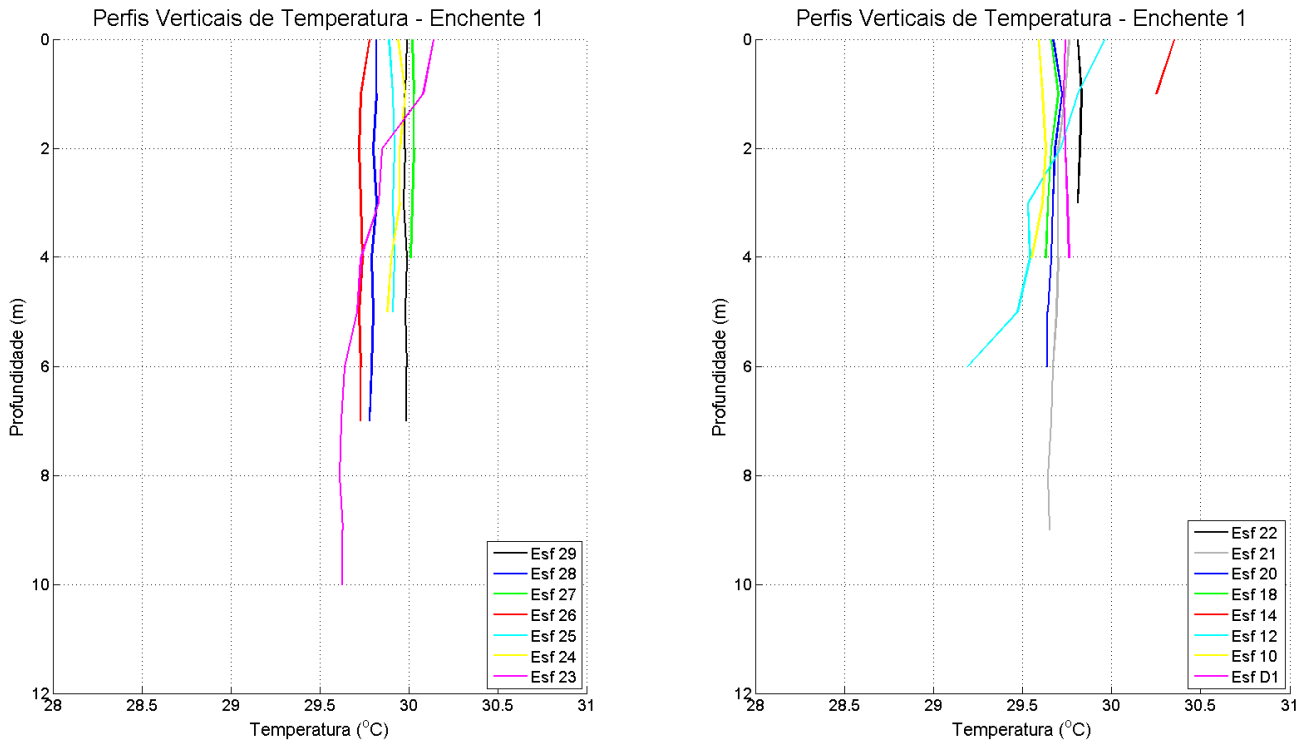 Perfis Verticais de Temperatura - Enchente 1
0
2
4
6
8
10
12
Profundidade (m)
28
28.5
29
29.5
30
30.5
31
Temperatura (°C)
Esf 29
Esf 28
Esf 27
Esf 26
Esf 25
Esf 24
Esf 23
Perfis Verticais de Temperatura - Enchente 1
0
2
4
6
8
10
12
Profundidade (m)
28
28.5
29
29.5
30
30.5
31
Temperatura (°C)
Esf 22
Esf 21
Esf 20
Esf 18
Esf 14
Esf 12
Esf 10
Esf D1